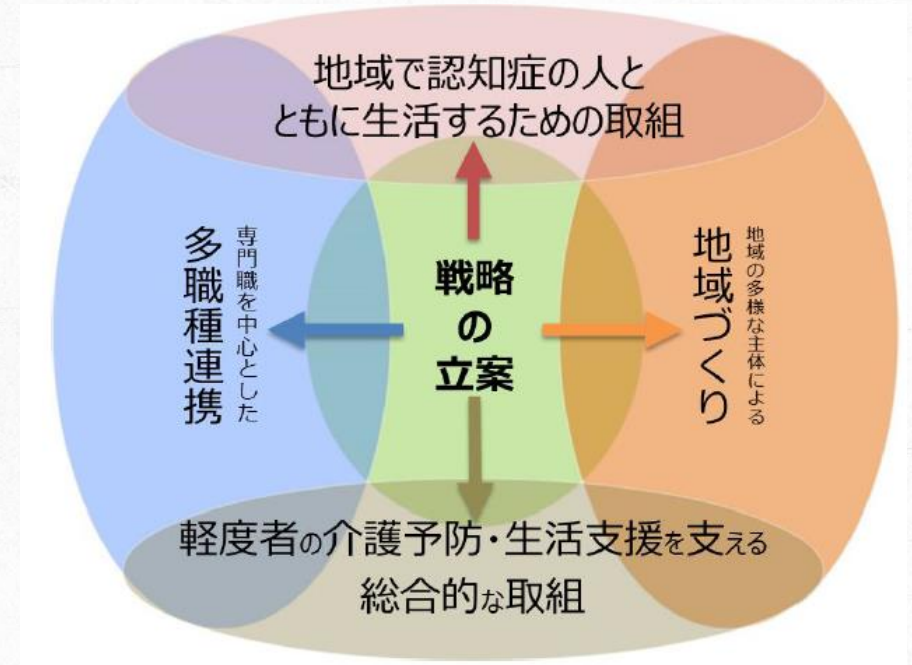 地域で認知症の人と
ともに生活するための取組
専門職を中心とした
多職種連携
戦略
の
立案
地域の多様な主体による
地域づくり
軽度者の介護予防・生活支援を支える
総合的な取組